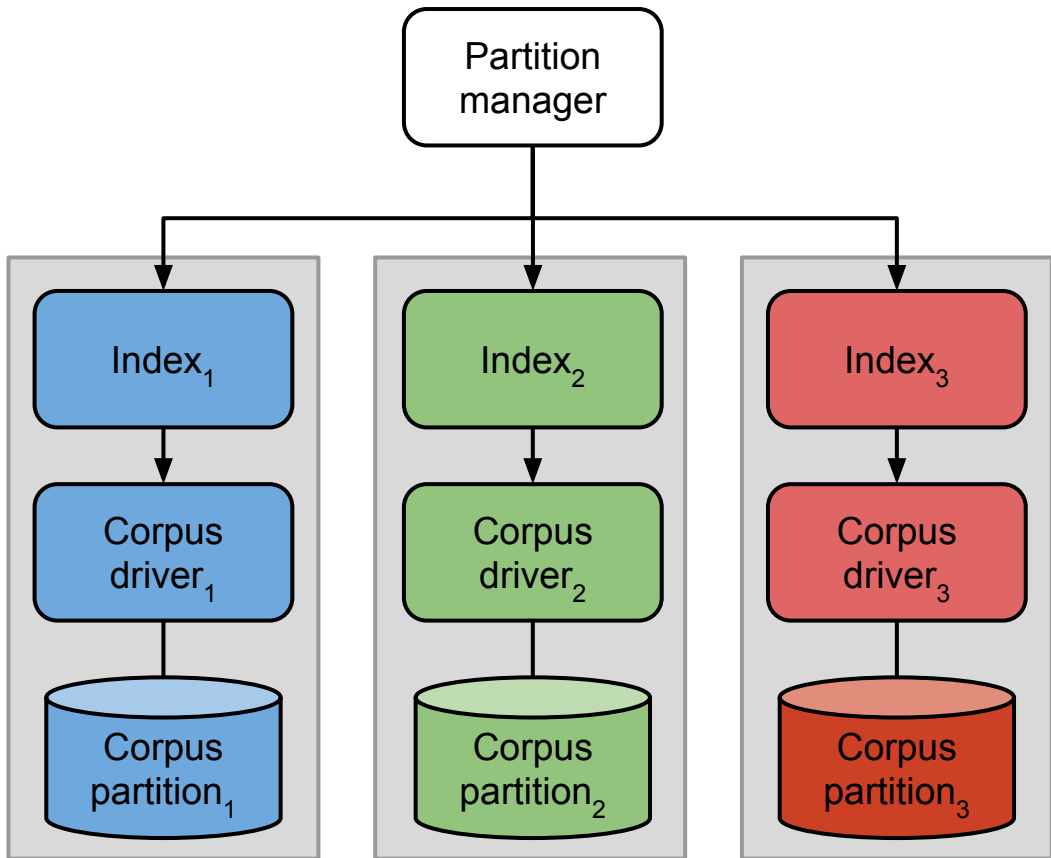 Partition
manager
Index₁
Index₂
Index₃
Corpus
driver₁
Corpus
driver₂
Corpus
driver₃
Corpus
partition₁
Corpus
partition₂
Corpus
partition₃